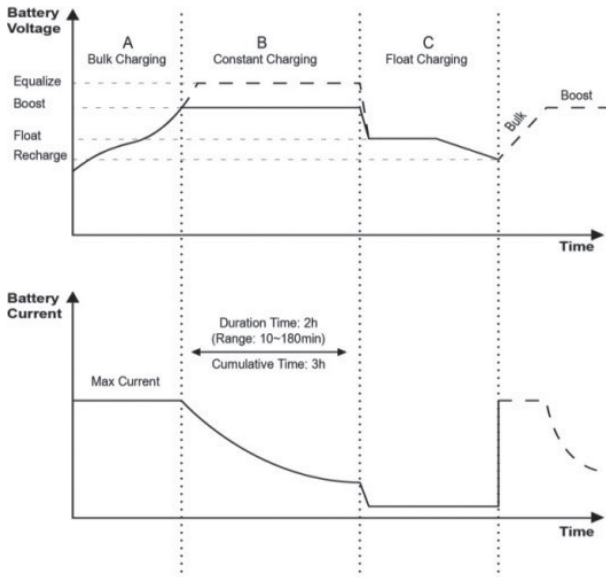 Battery
Voltage
A
Bulk Charging
B
Constant Charging
C
Float Charging
Equalize
Boost
Float
Recharge
Bulk
Boost
Time
Battery
Current
Duration Time: 2h
(Range: 10~180min)
Cumulative Time: 3h
Max Current
Time